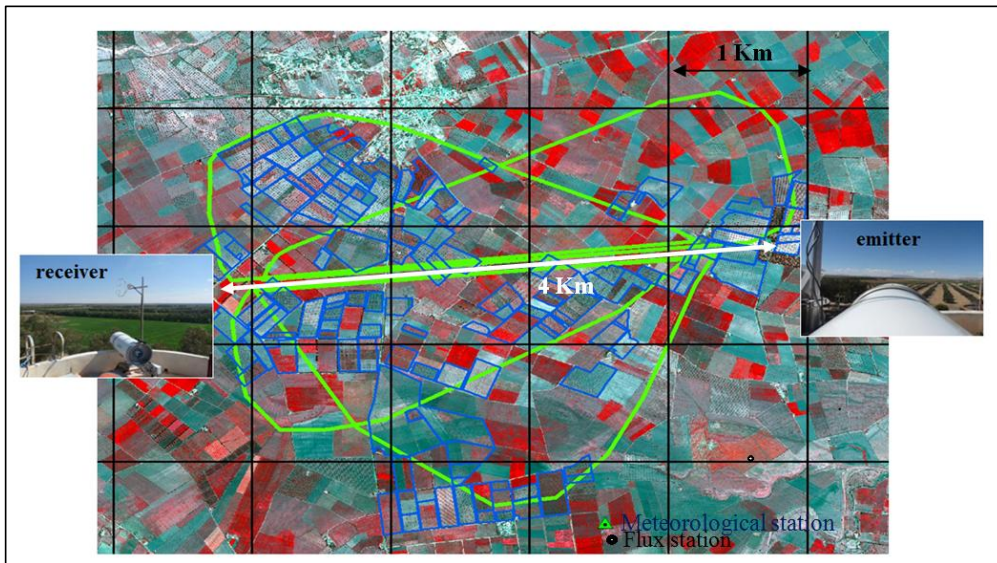 1 Km
emitter
receiver
4 Km
Meteorological station
Flux station